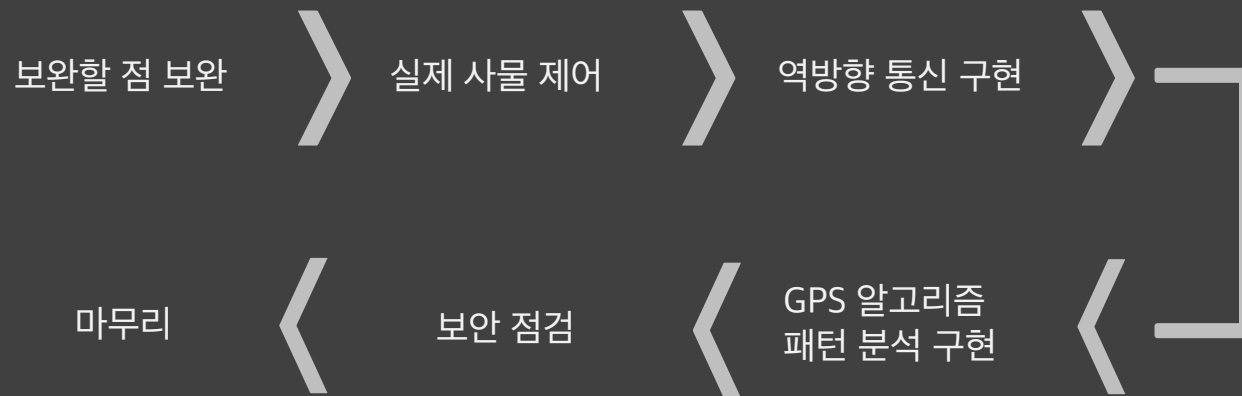 보완할 점 보완
실제 사물 제어
역방향 통신 구현
GPS 알고리즘
패턴 분석 구현
보안 점검
마무리